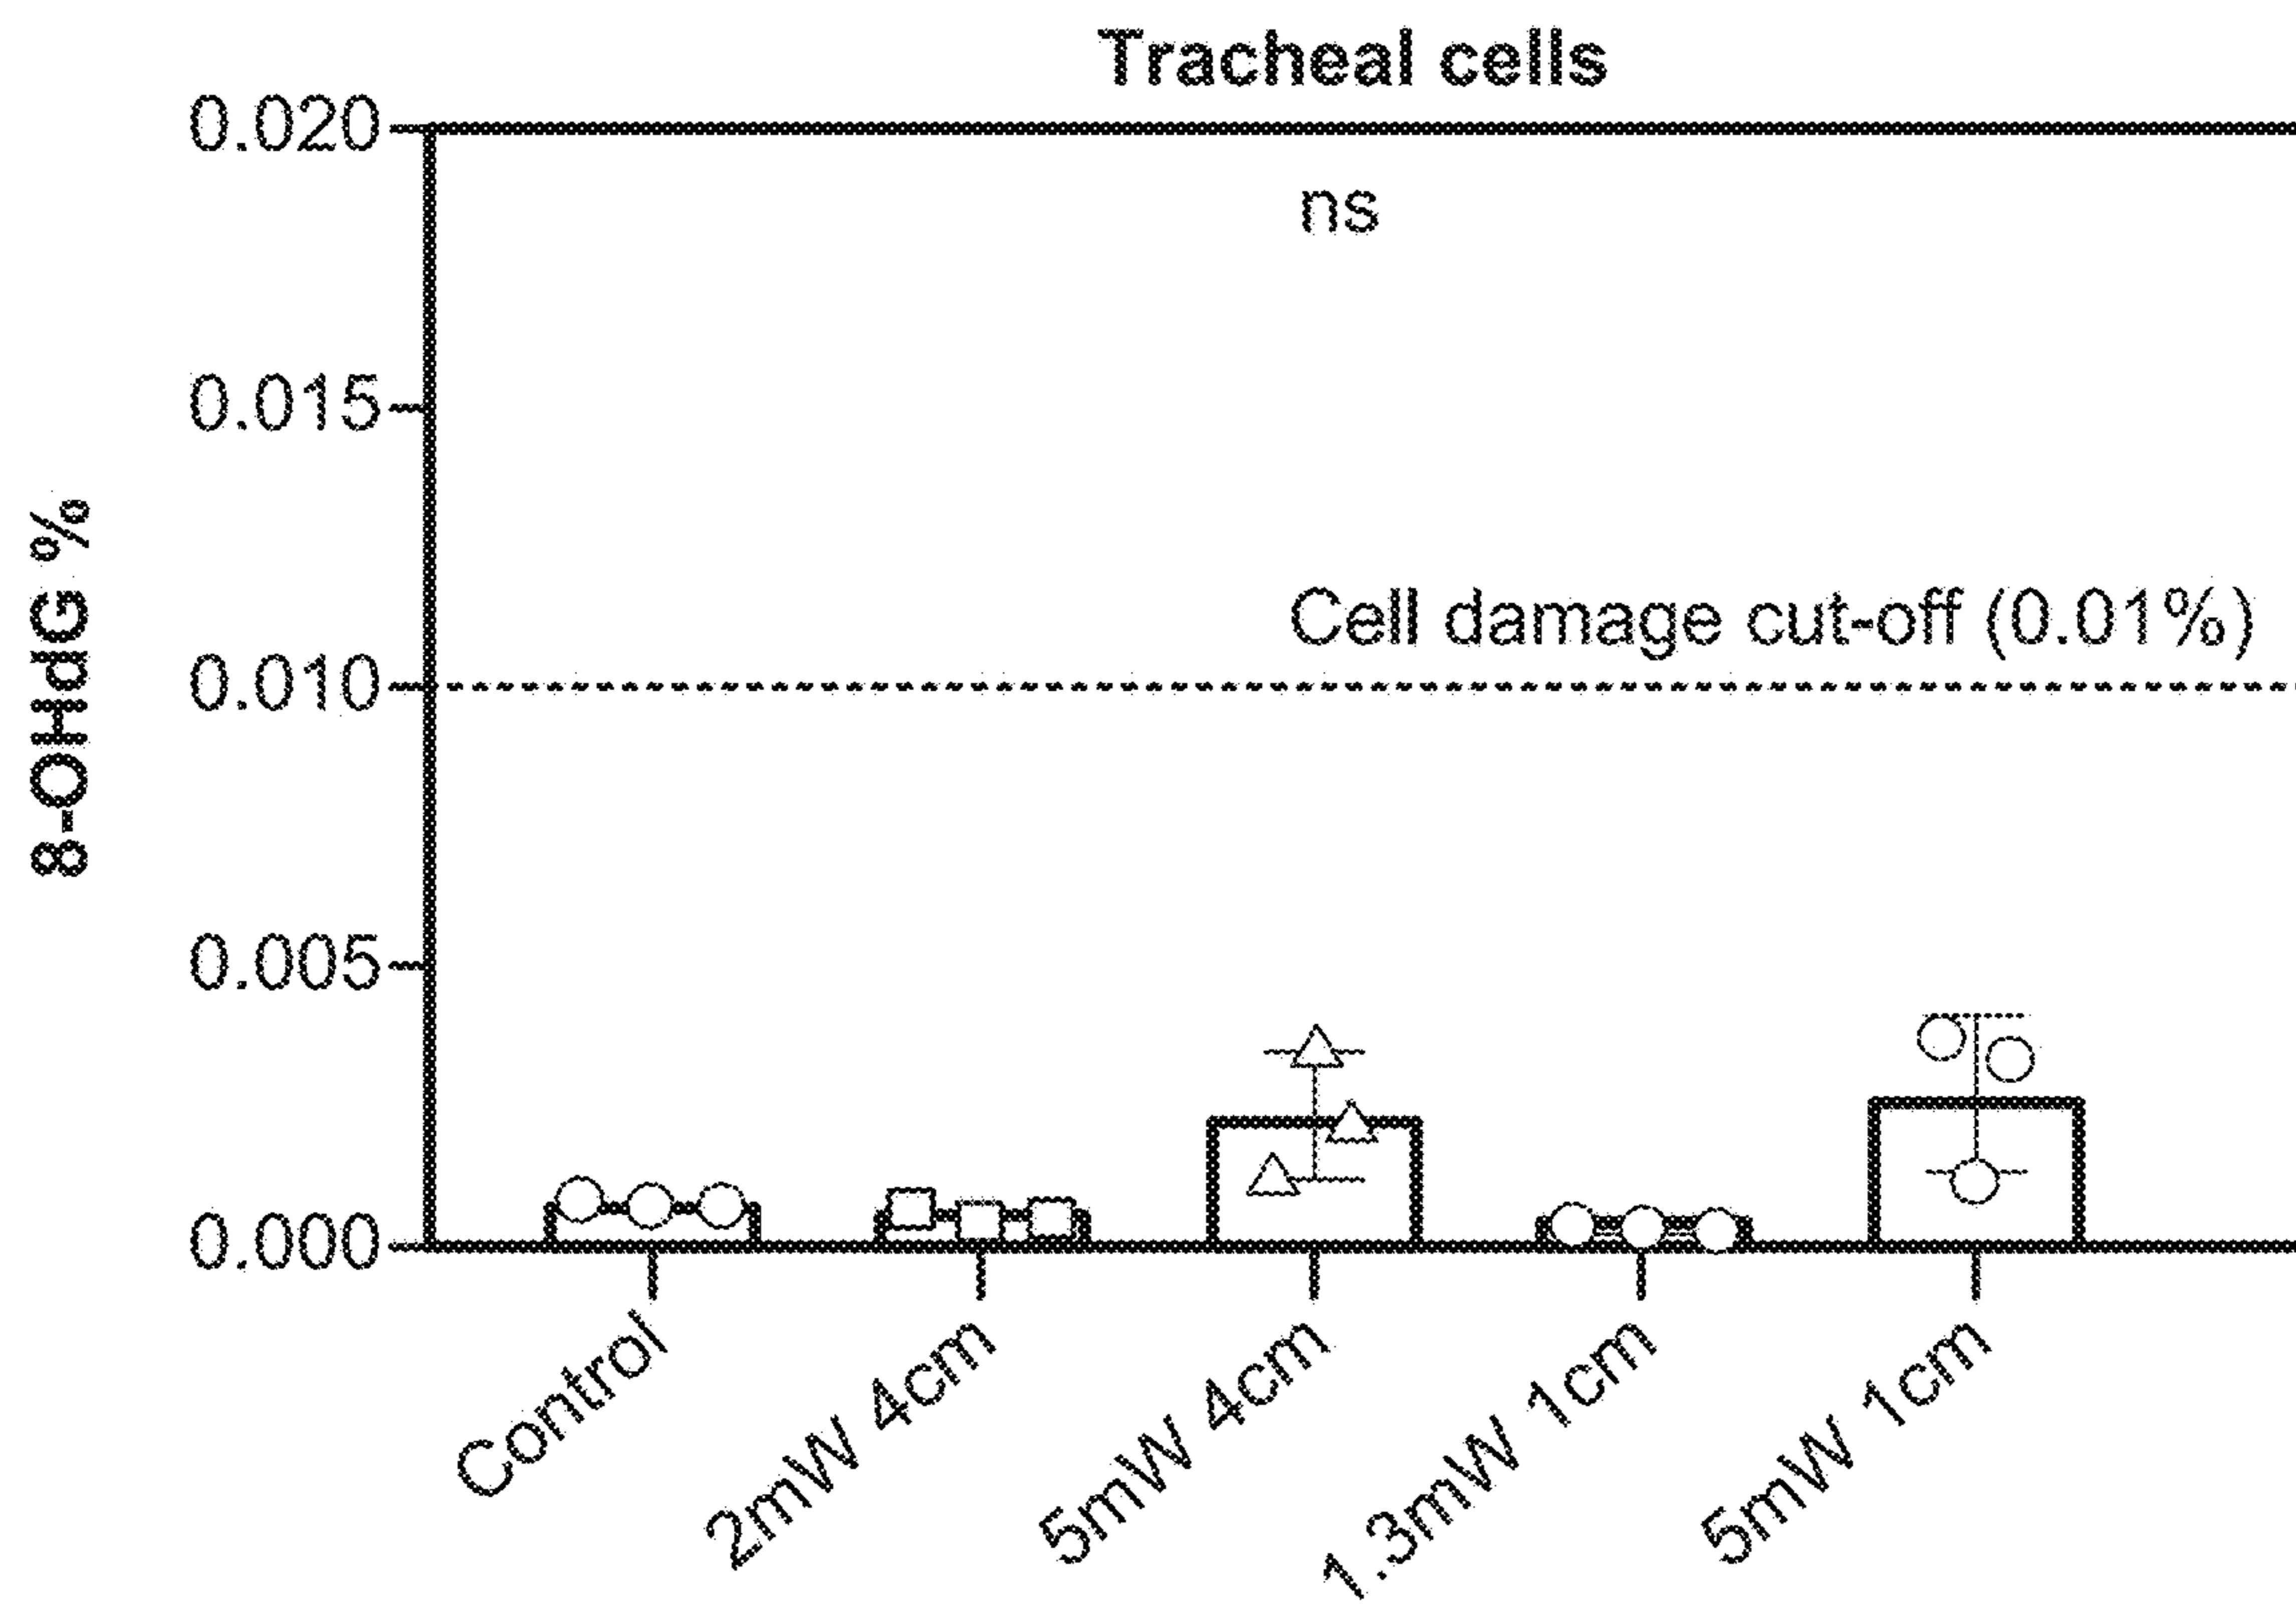 Tracheal cells
0.020
ns
0.015
8-OHdG %
Cell damage cut-off (0.01%)
0.010
0.005
0.000
Control
2mW 4cm
5mW 4cm
1.3mW 1cm
5mW 1cm